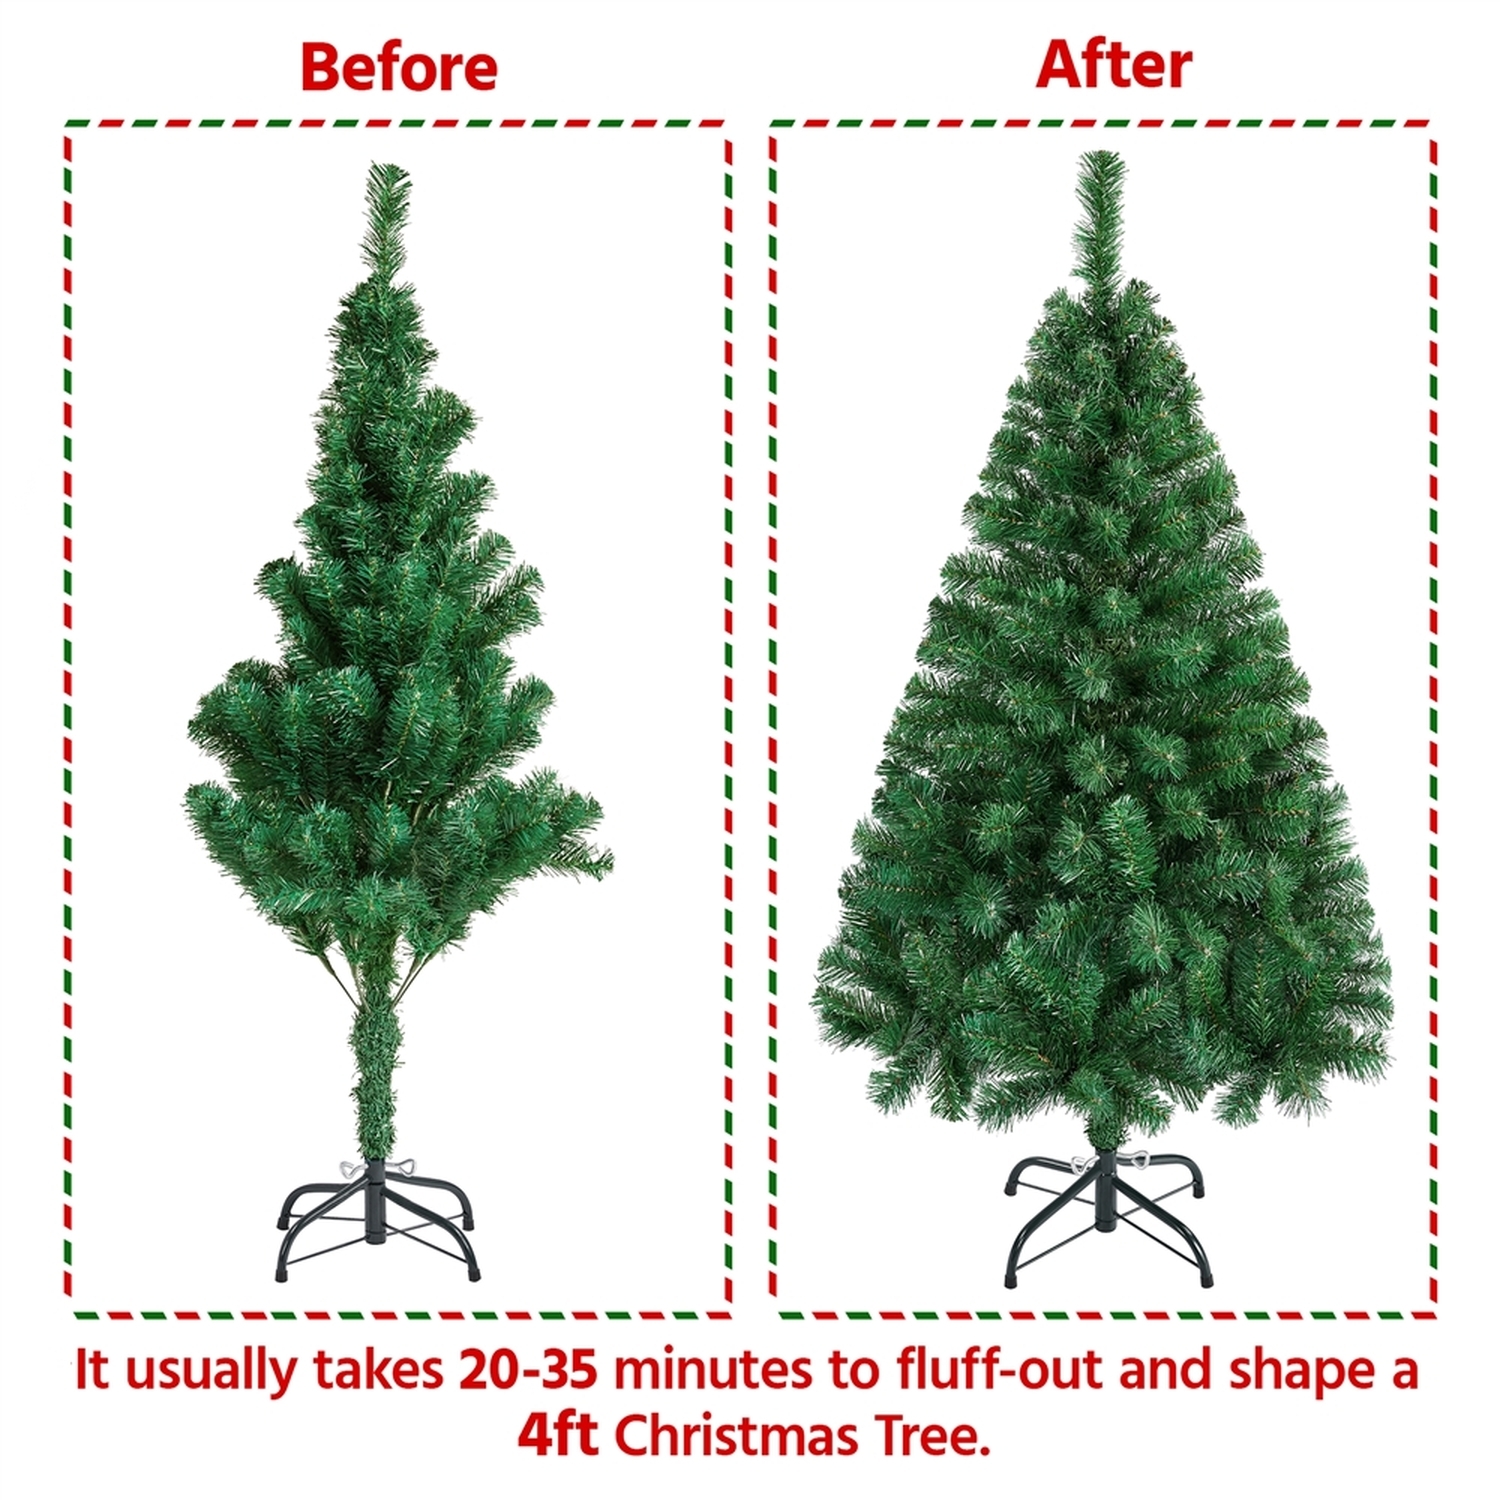 Before
After
It usually takes 20-35 minutes to fluff-out and shape a
4ft Christmas Tree.